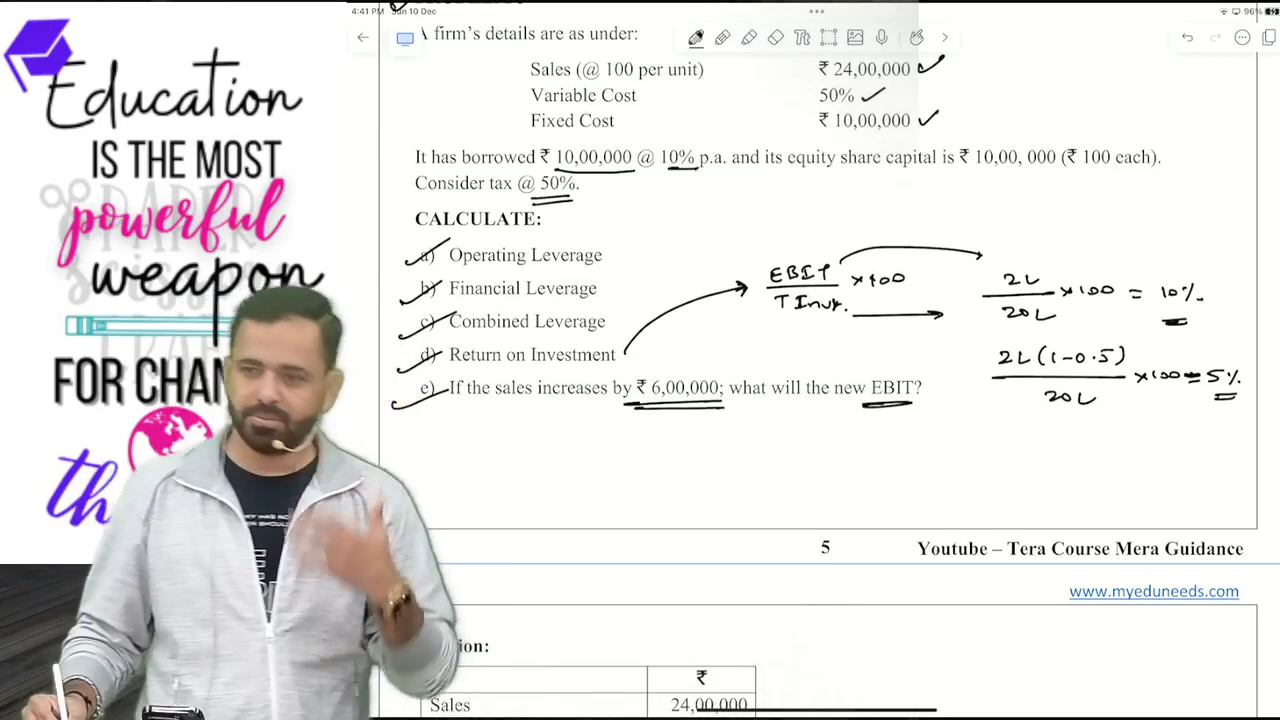 4:41 PM Jun 10 Dec
96%
A firm's details are as under:
Sales (@ 100 per unit) ₹ 24,00,000
Variable Cost 50%
Fixed Cost ₹ 10,00,000
It has borrowed ₹ 10,00,000 @ 10% p.a. and its equity share capital is ₹ 10,00, 000 (₹ 100 each).
Consider tax @ 50%.
CALCULATE:
a) Operating Leverage
b) Financial Leverage
c) Combined Leverage
d) Return on Investment
e) If the sales increases by ₹ 6,00,000; what will the new EBIT?
EBIT
T Invt. ×100
2L
20L ×100 = 10%
2L(1-0.5)
20L ×100 = 5%
5 Youtube – Tera Course Mera Guidance
www.myeduneeds.com
ion:
₹
Sales 24,00,000
Education
IS THE MOST
powerful
weapon
FOR CHAN
th